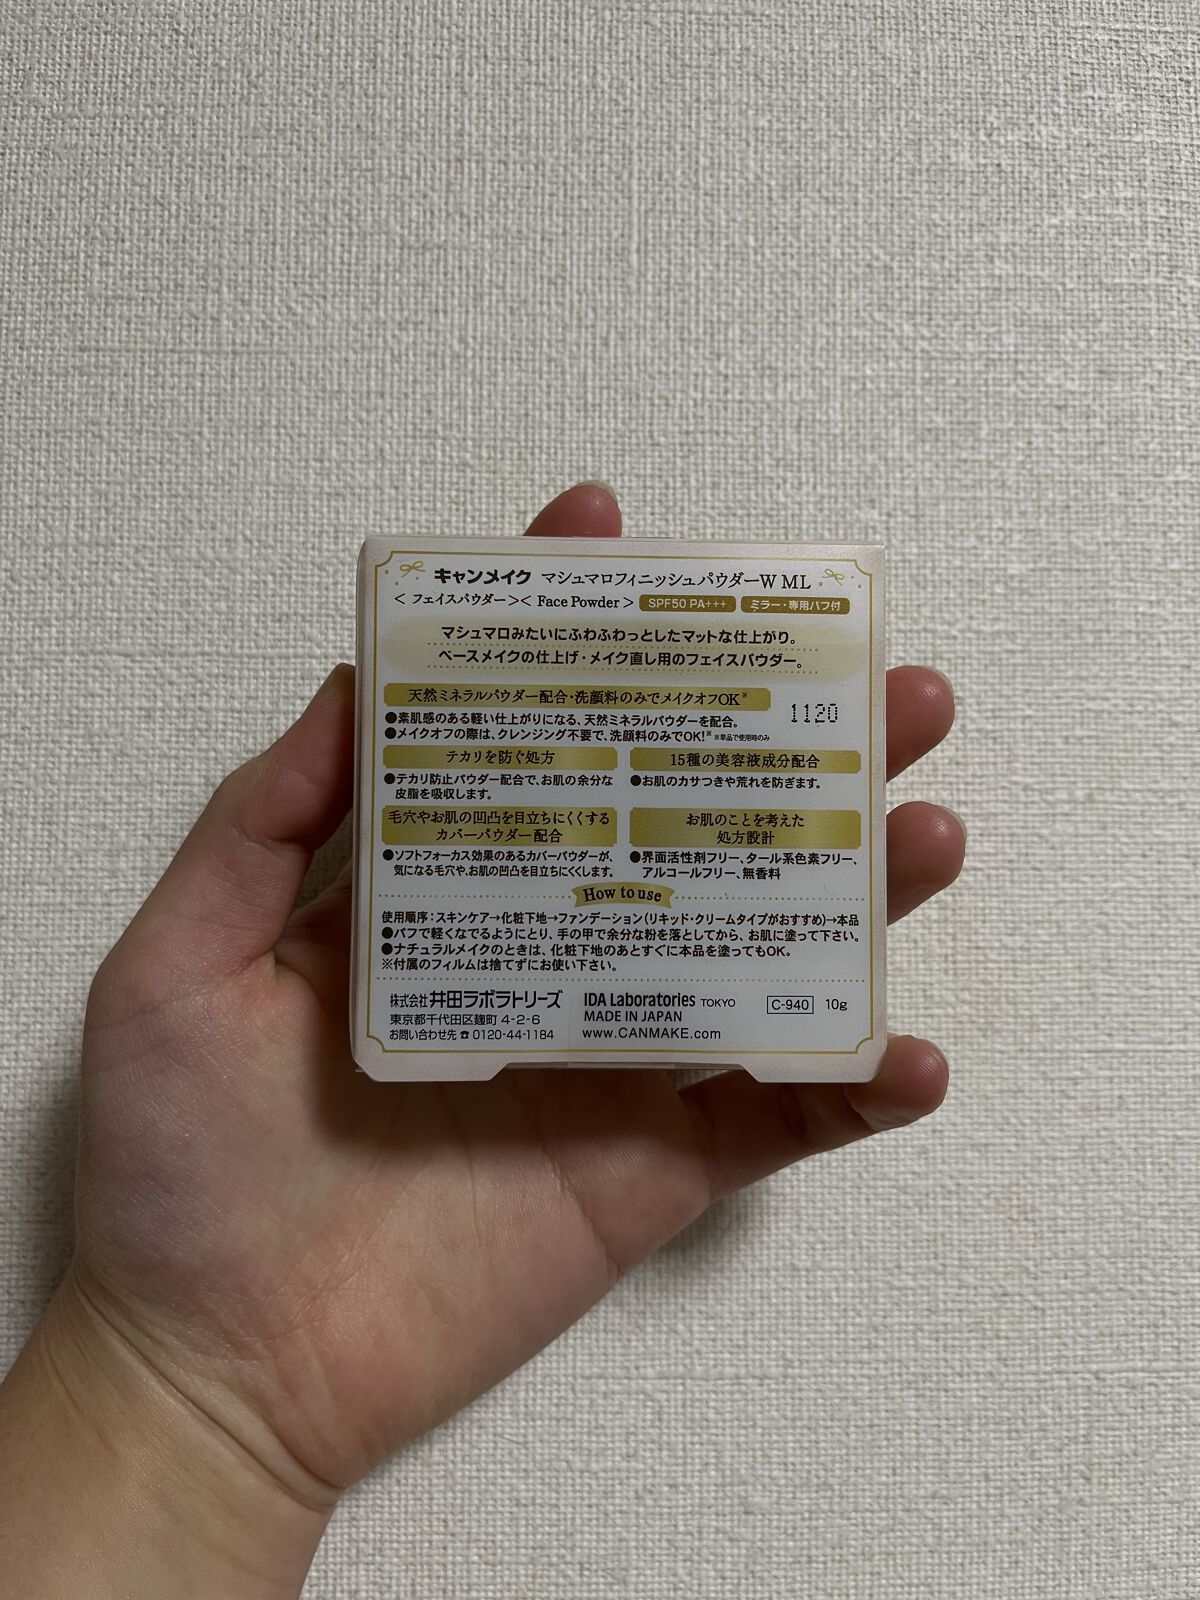 キャンメイク マシュマロフィニッシュパウダーW ML
＜ フェイスパウダー＞＜ Face Powder ＞ SPF50 PA+++ ミラー・専用パフ付
マシュマロみたいにふわふわっとしたマットな仕上がり。
ベースメイクの仕上げ・メイク直し用のフェイスパウダー。
天然ミネラルパウダー配合・洗顔料のみでメイクオフOK※
1120
●素肌感のある軽い仕上がりになる、天然ミネラルパウダーを配合。
●メイクオフの際は、クレンジング不要で、洗顔料のみでOK!※ ※単品で使用時のみ
テカリを防ぐ処方
●テカリ防止パウダー配合で、お肌の余分な
皮脂を吸収します。
15種の美容液成分配合
●お肌のカサつきや荒れを防ぎます。
毛穴やお肌の凹凸を目立ちにくくする
カバーパウダー配合
●ソフトフォーカス効果のあるカバーパウダーが、
気になる毛穴や、お肌の凹凸を目立ちにくくします。
お肌のことを考えた
処方設計
●界面活性剤フリー、タール系色素フリー、
アルコールフリー、無香料
How to use
使用順序：スキンケア→化粧下地→ファンデーション（リキッド・クリームタイプがおすすめ）→本品
●パフで軽くなでるようにとり、手の甲で余分な粉を落としてから、お肌に塗って下さい。
●ナチュラルメイクのときは、化粧下地のあとすぐに本品を塗ってもOK。
※付属のフィルムは捨てずにお使い下さい。
株式会社 井田ラボラトリーズ
東京都千代田区麹町 4-2-6
お問い合わせ先 ☎ 0120-44-1184
IDA Laboratories TOKYO
MADE IN JAPAN
www.CANMAKE.com
C-940 10g